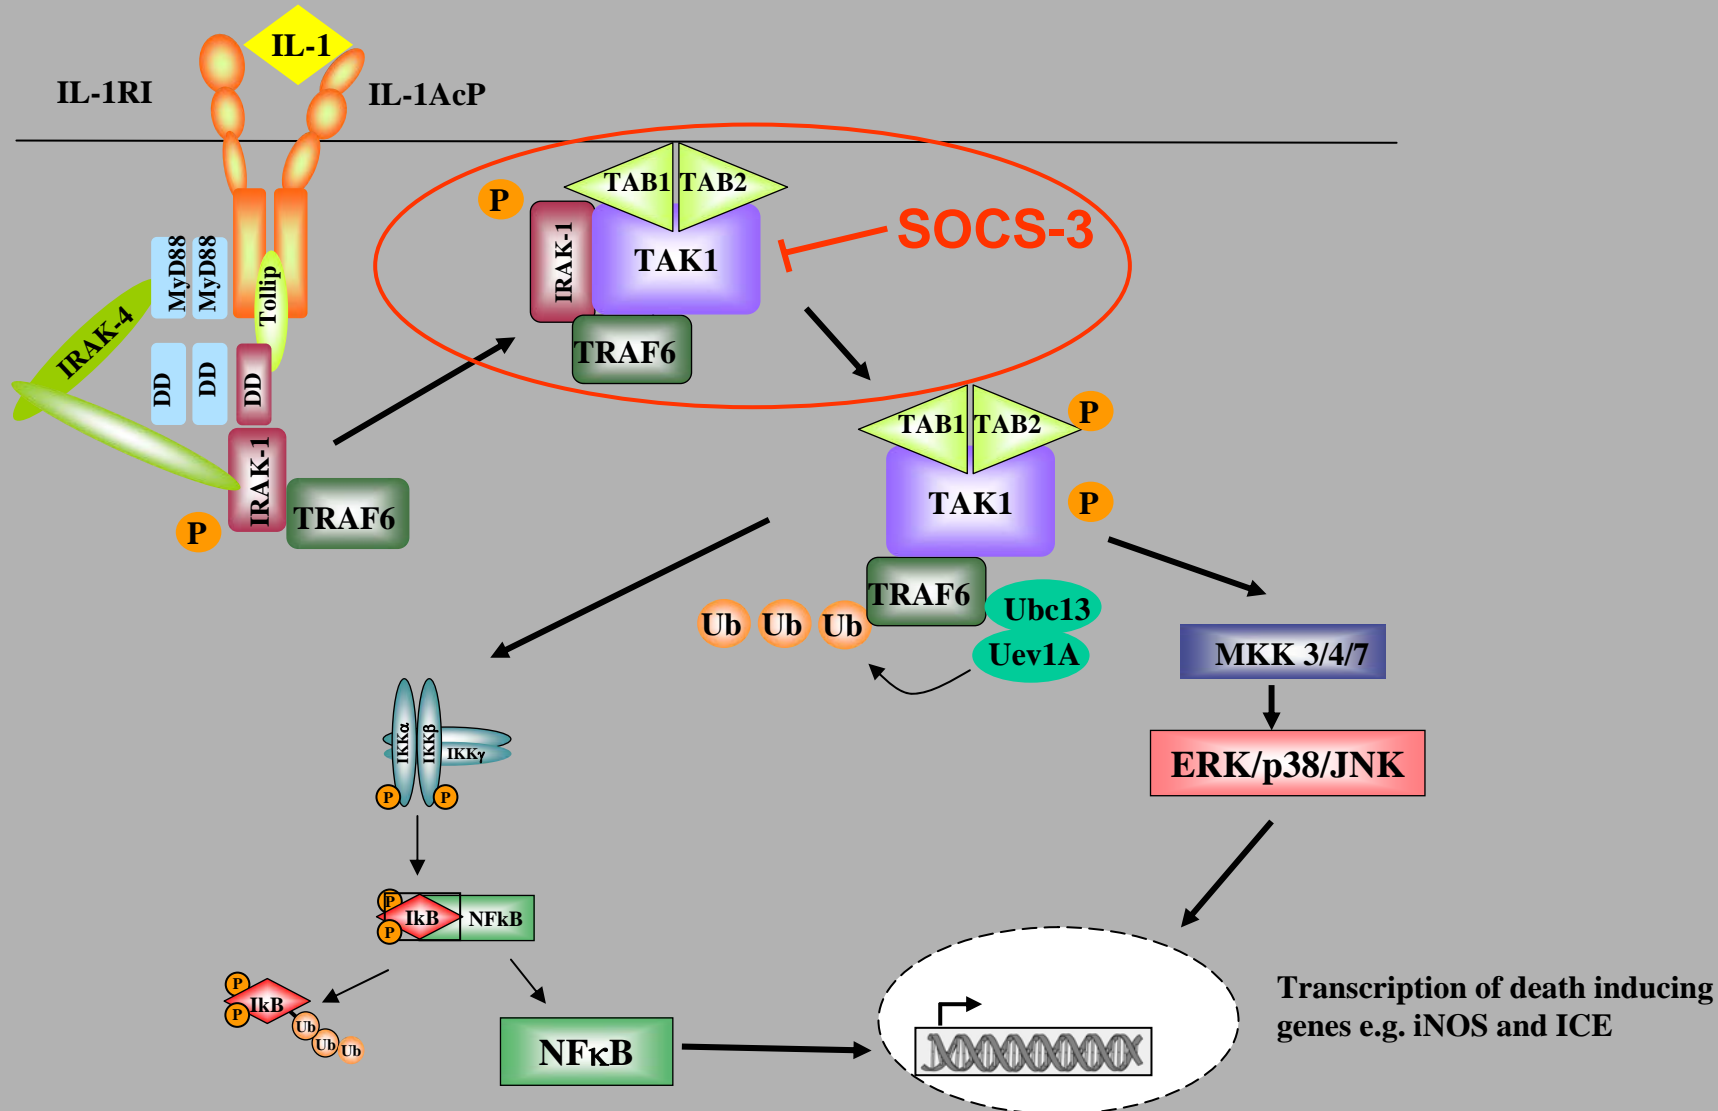 IL-1
IL-1RI
IL-1AcP
TAB1
TAB2
P
IRAK-1
TAK1
SOCS-3
TRAF6
MyD88
MyD88
Tollip
IRAK-4
DD
DD
DD
IRAK-1
TRAF6
P
TAB1
TAB2
P
TAK1
P
TRAF6
Ubc13
Uev1A
Ub
Ub
Ub
MKK 3/4/7
ERK/p38/JNK
IKKα
IKKβ
IKKγ
P
P
P
P
IkB
NFkB
P
P
IkB
Ub
Ub
Ub
NFκB
Transcription of death inducing
genes e.g. iNOS and ICE